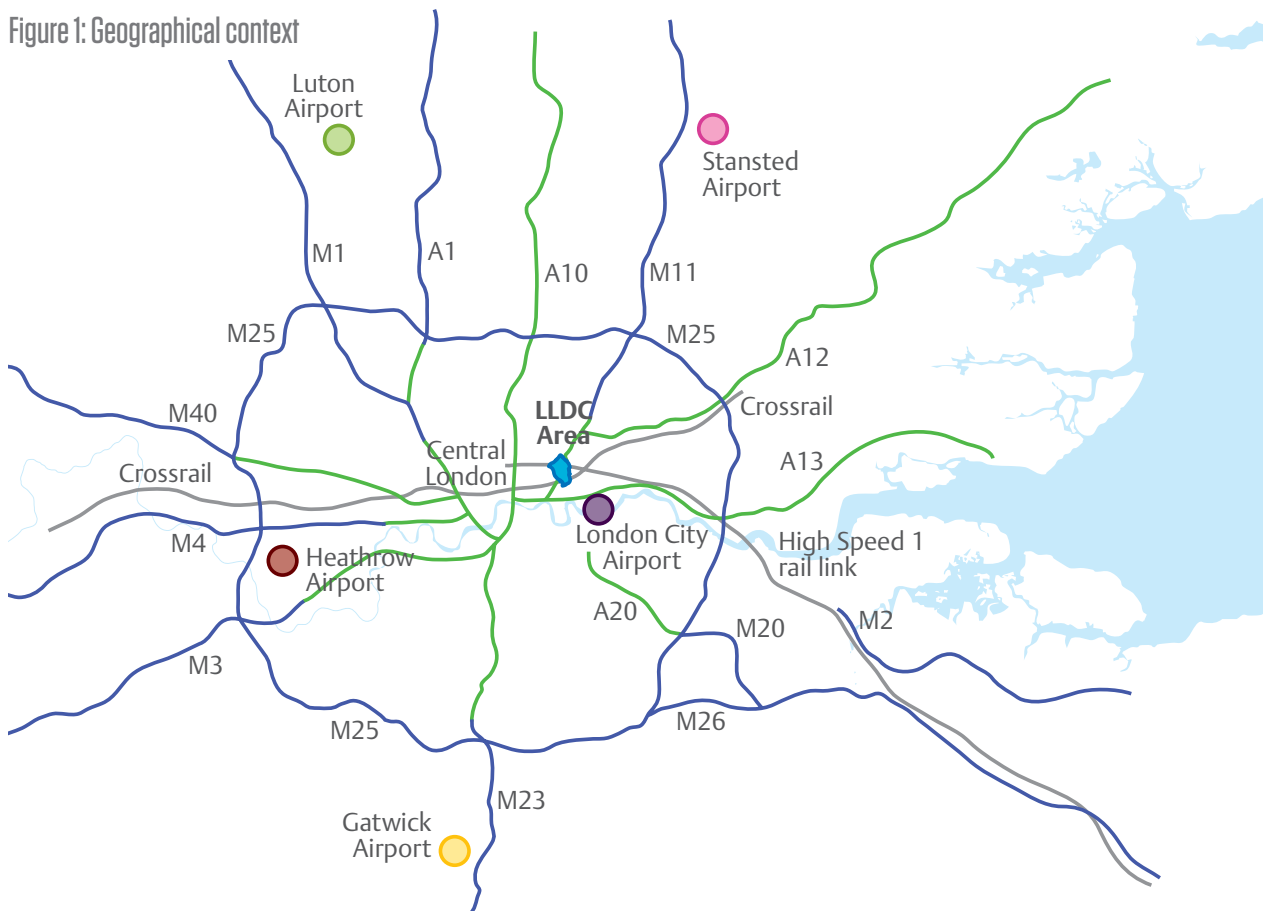 Figure 1: Geographical context
Luton
Airport
Stansted
Airport
M1
A1
A10
M11
M25
M25
A12
M40
LLDC
Area
Crossrail
Central
London
Crossrail
A13
M4
London City
Airport
High Speed 1
rail link
Heathrow
Airport
A20
M20
M2
M3
M25
M26
M23
Gatwick
Airport